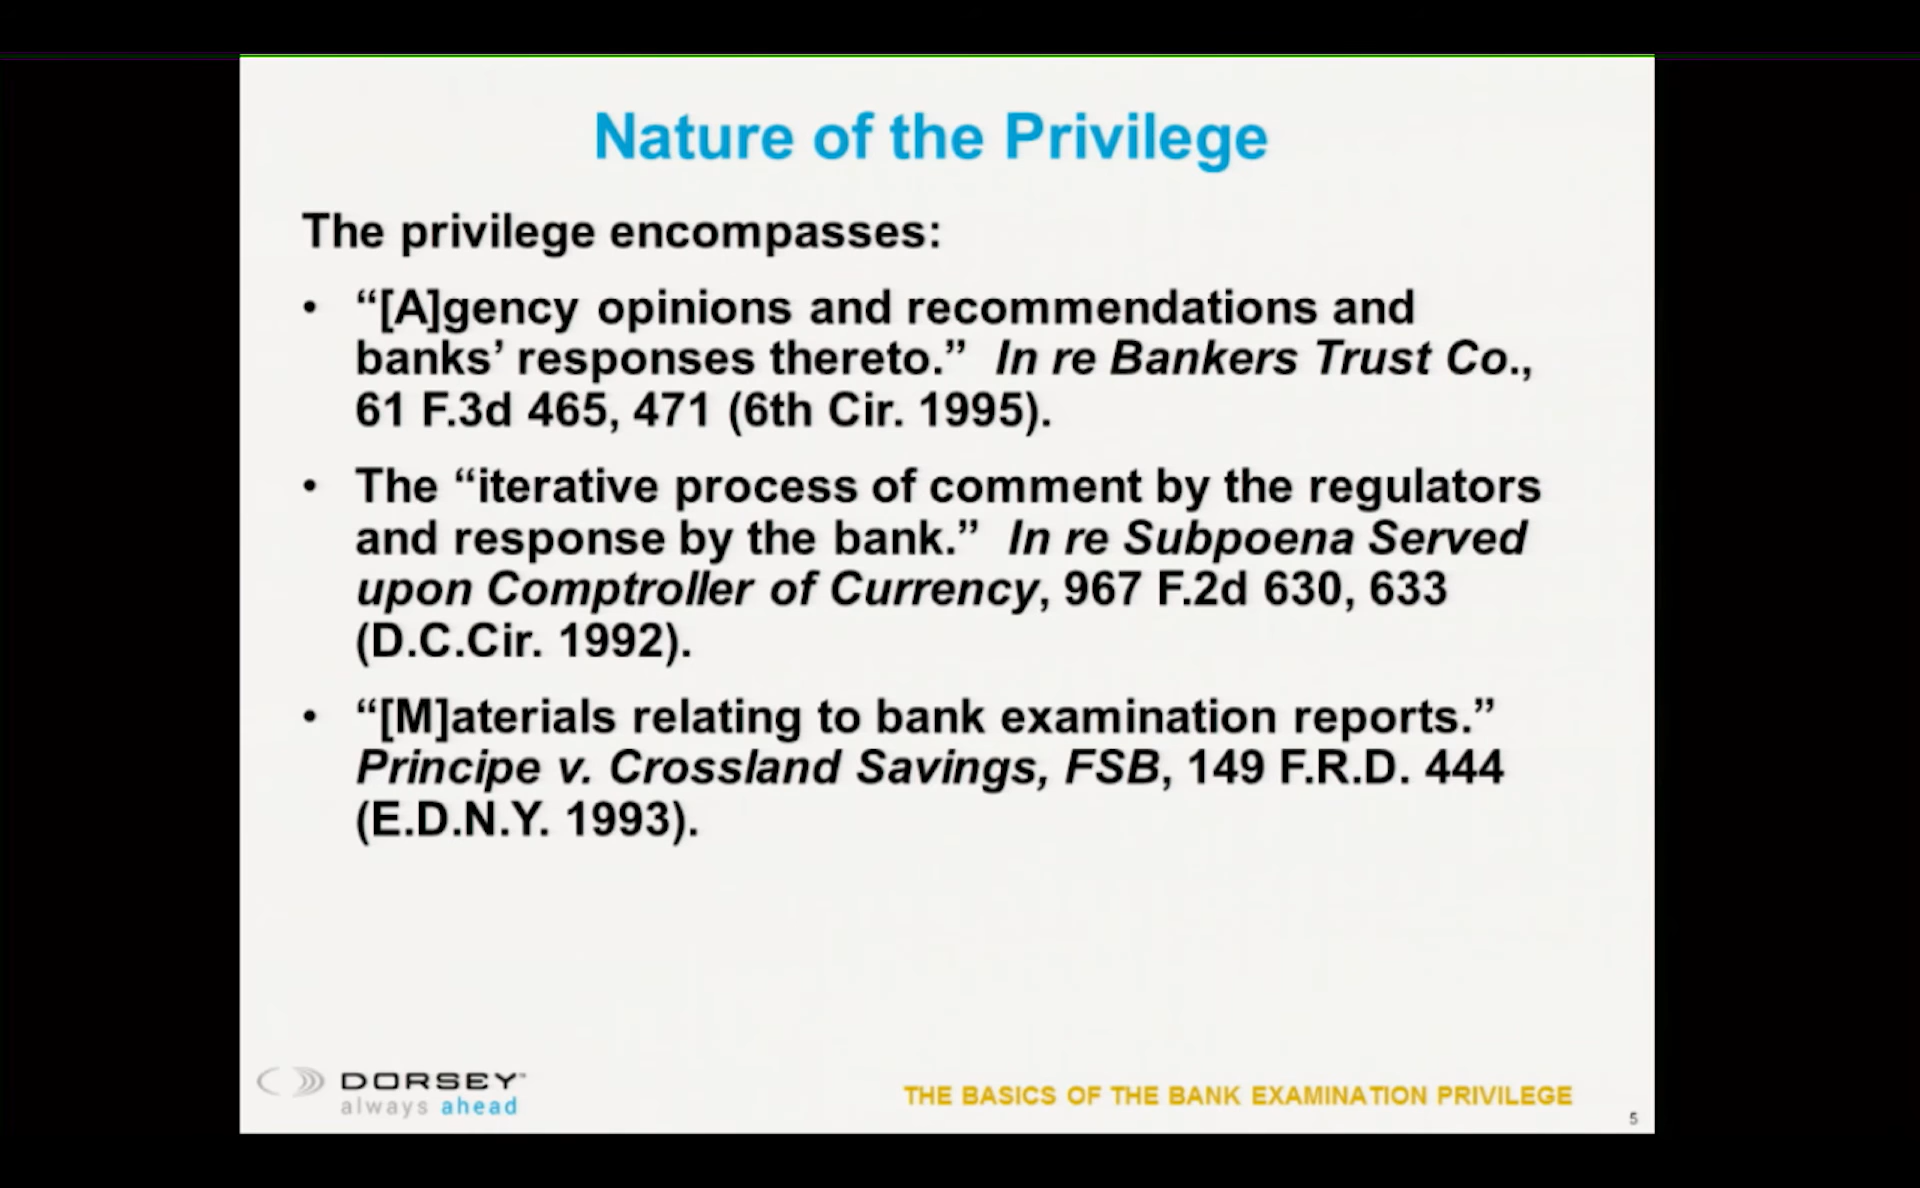 Nature of the Privilege
The privilege encompasses:
• “[A]gency opinions and recommendations and
banks’ responses thereto.” In re Bankers Trust Co.,
61 F.3d 465, 471 (6th Cir. 1995).
• The “iterative process of comment by the regulators
and response by the bank.” In re Subpoena Served
upon Comptroller of Currency, 967 F.2d 630, 633
(D.C.Cir. 1992).
• “[M]aterials relating to bank examination reports.”
Principe v. Crossland Savings, FSB, 149 F.R.D. 444
(E.D.N.Y. 1993).
DORSEY™
always ahead
THE BASICS OF THE BANK EXAMINATION PRIVILEGE
5